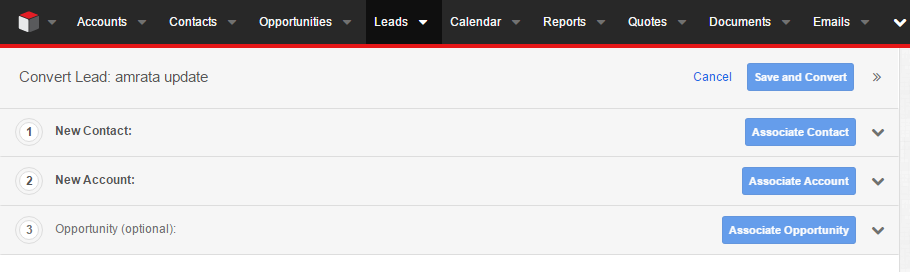 Accounts Contacts Opportunities Leads Calendar Reports Quotes Documents Emails
Convert Lead: amrata update Cancel Save and Convert
1 New Contact: Associate Contact
2 New Account: Associate Account
3 Opportunity (optional): Associate Opportunity